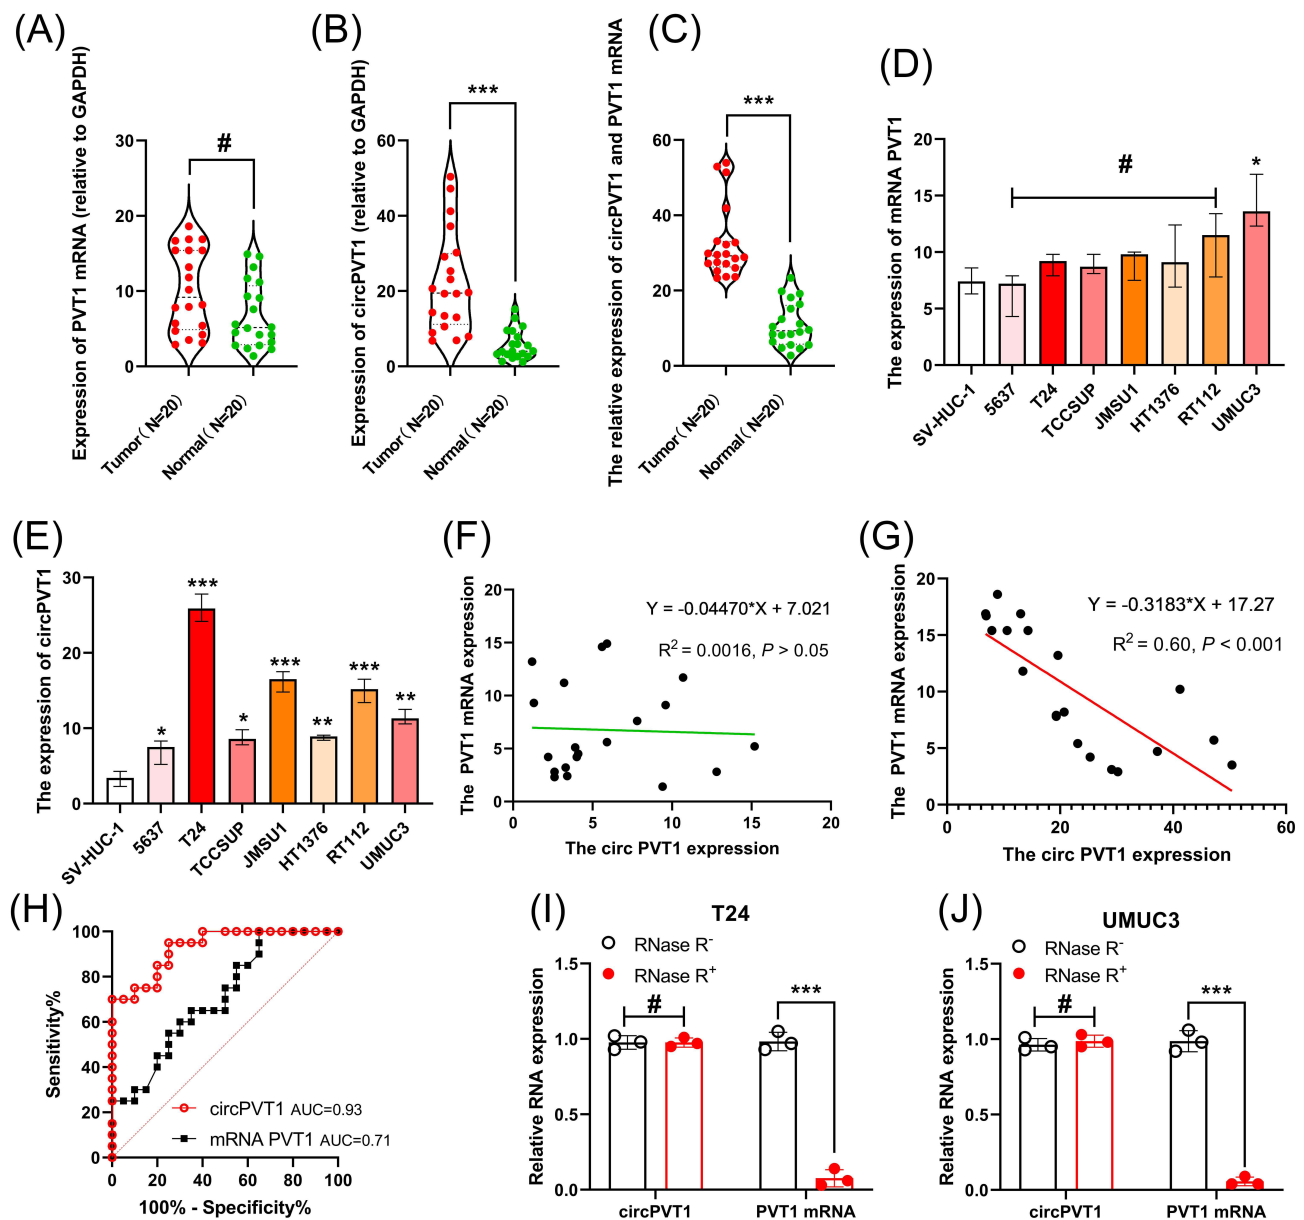 (A)
Expression of PVT1 mRNA (relative to GAPDH)
30
20
10
0
#
Tumor( N=20)
Normal( N=20)
(B)
Expression of circPVT1 (relative to GAPDH)
60
40
20
0
***
Tumor( N=20)
Normal( N=20)
(C)
The relative expression of circPVT1 and PVT1 mRNA
60
40
20
0
***
Tumor( N=20)
Normal( N=20)
(D)
The expression of mRNA PVT1
20
15
10
5
0
#
*
SV-HUC-1
5637
T24
TCCSUP
JMSU1
HT1376
RT112
UMUC3
(E)
The expression of circPVT1
30
20
10
0
*
***
*
***
**
***
**
SV-HUC-1
5637
T24
TCCSUP
JMSU1
HT1376
RT112
UMUC3
(F)
The PVT1 mRNA expression
20
15
10
5
0
Y = -0.04470*X + 7.021
R² = 0.0016, P > 0.05
0 5 10 15 20
The circ PVT1 expression
(G)
The PVT1 mRNA expression
20
15
10
5
0
Y = -0.3183*X + 17.27
R² = 0.60, P < 0.001
0 20 40 60
The circ PVT1 expression
(H)
Sensitivity%
100
80
60
40
20
0
circPVT1 AUC=0.93
mRNA PVT1 AUC=0.71
0 20 40 60 80 100
100% - Specificity%
(I)
T24
RNase R⁻
RNase R⁺
Relative RNA expression
1.5
1.0
0.5
0.0
#
***
circPVT1 PVT1 mRNA
(J)
UMUC3
RNase R⁻
RNase R⁺
Relative RNA expression
1.5
1.0
0.5
0.0
#
***
circPVT1 PVT1 mRNA